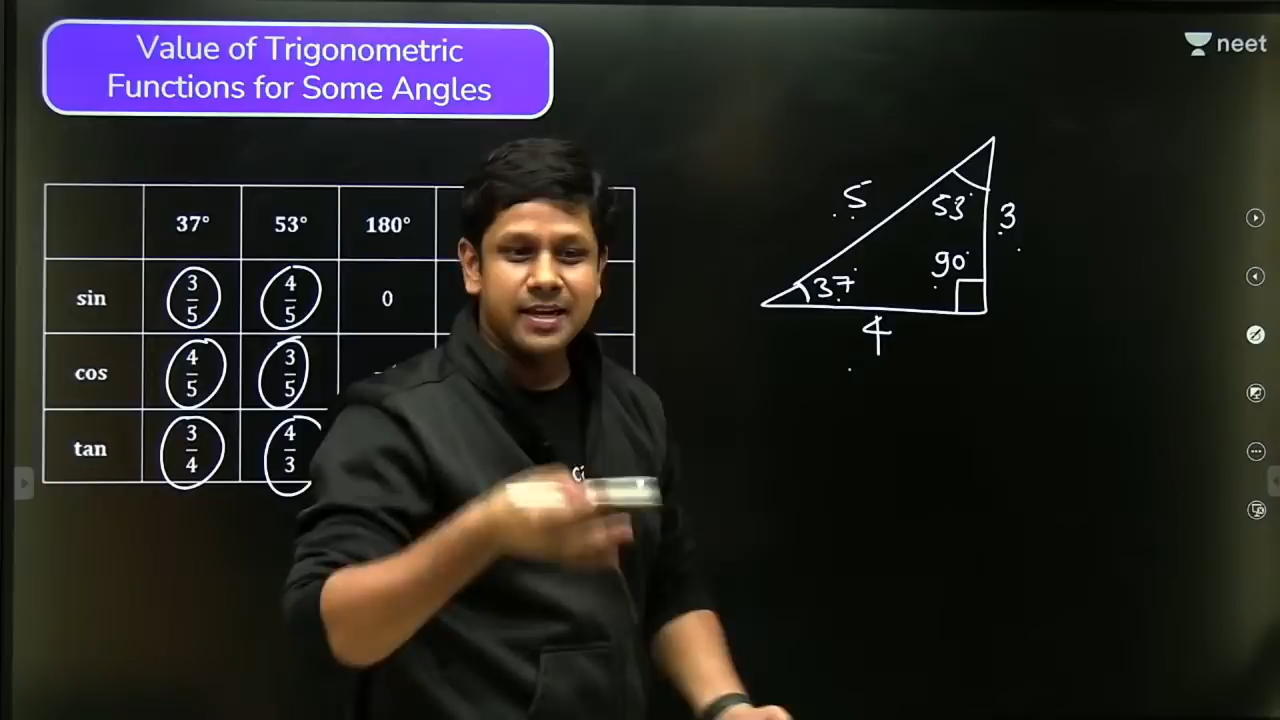 Value of Trigonometric
Functions for Some Angles
neet
37° 53° 180°
sin 3/5 4/5 0
cos 4/5 3/5
tan 3/4 4/3
5
53°
3
90°
37°
4